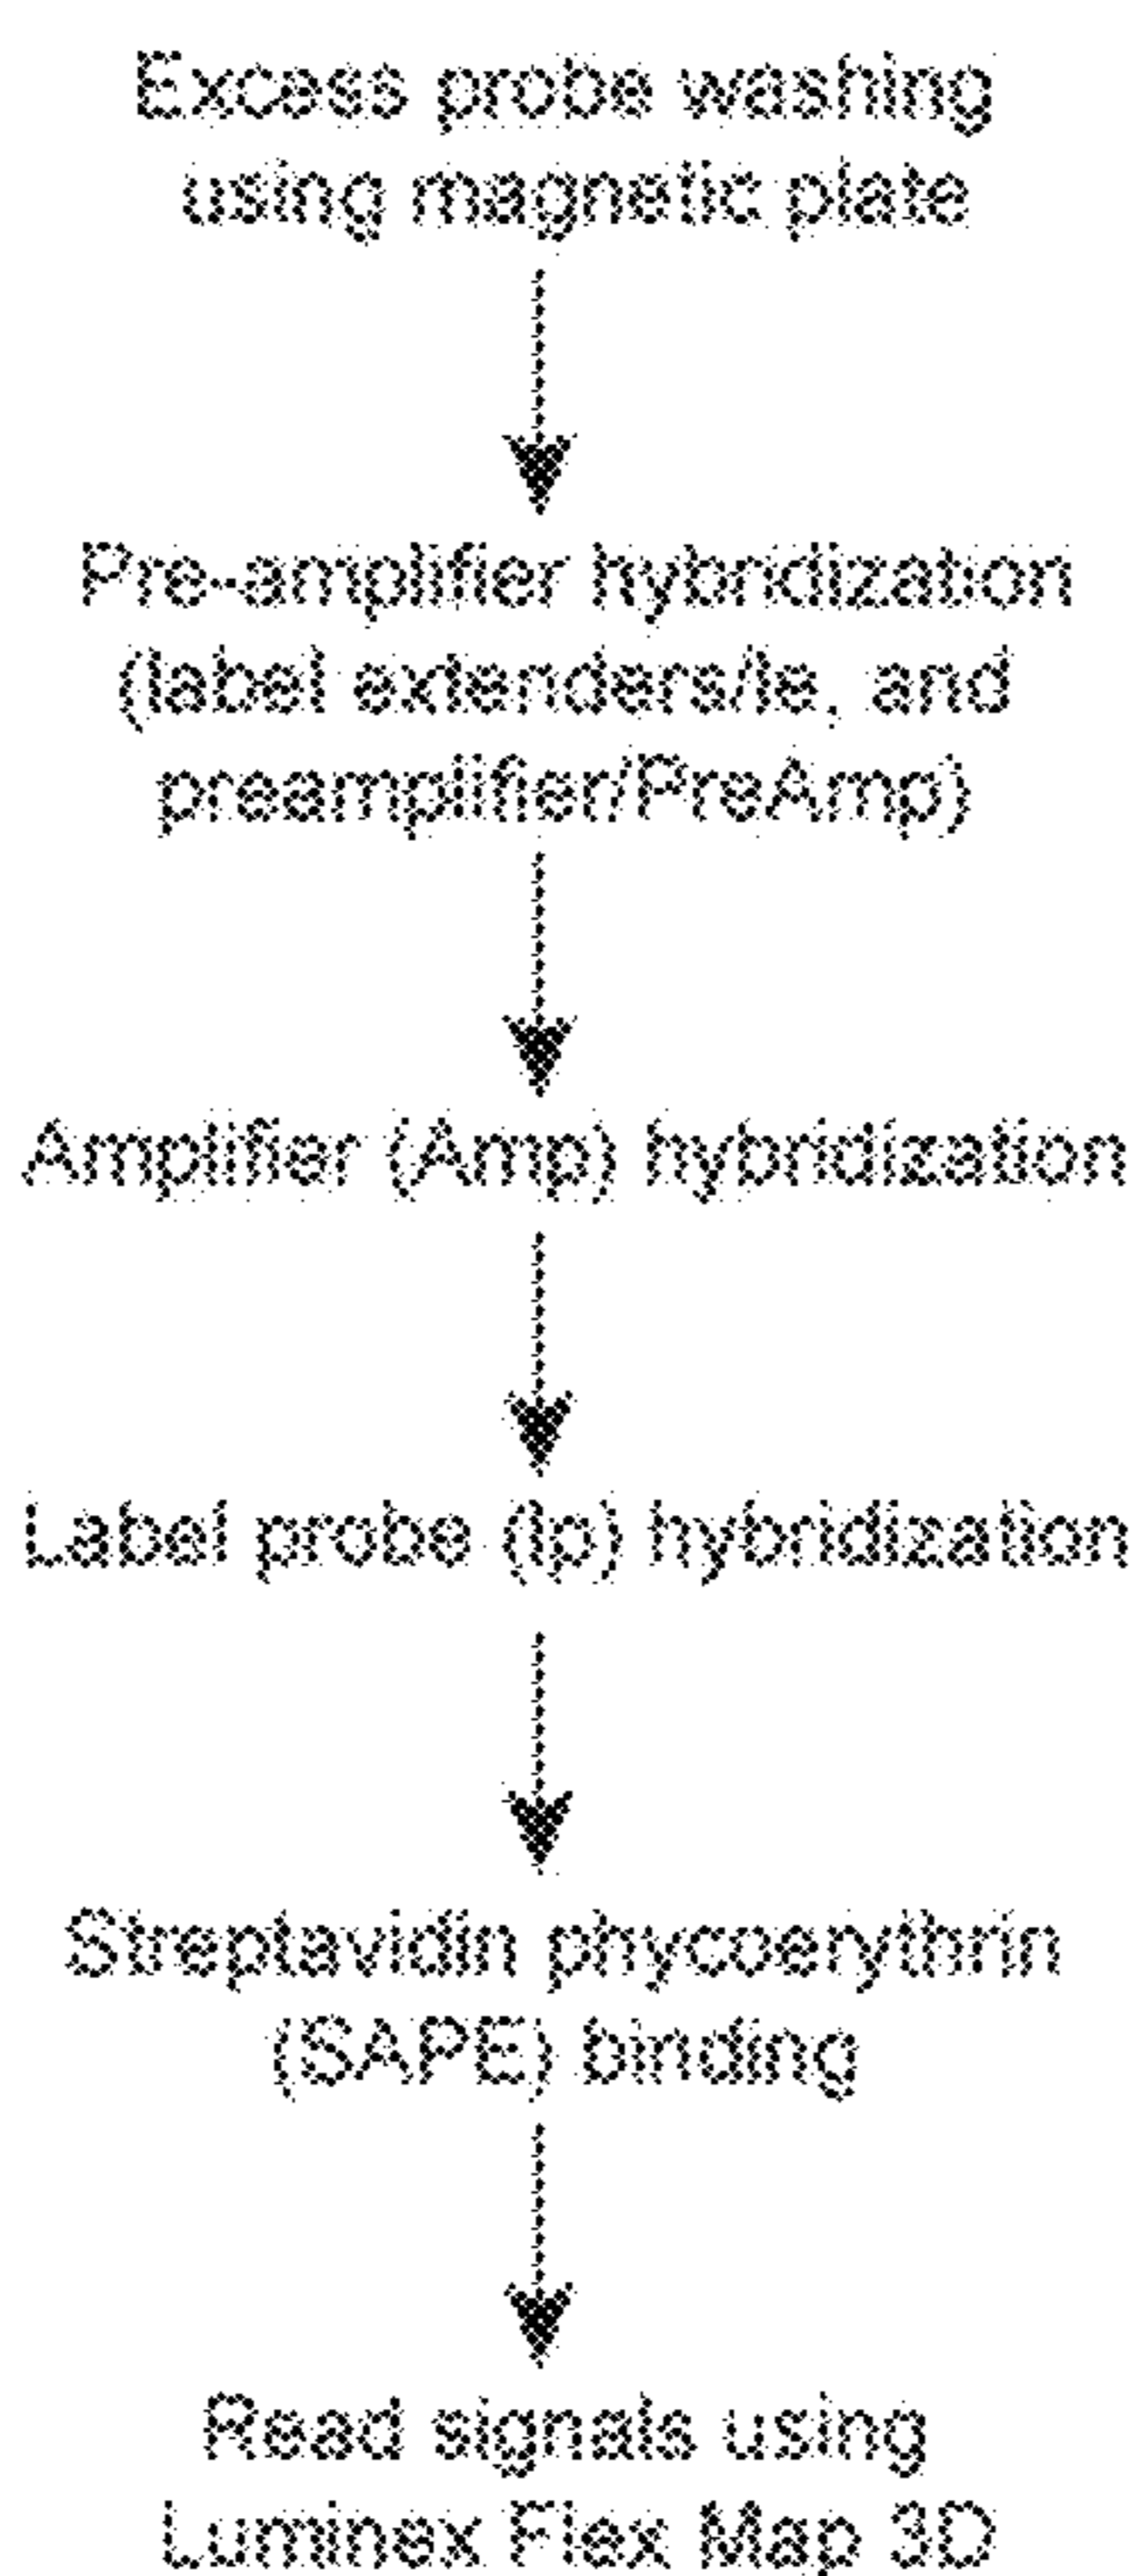 Excess probe washing
using magnetic plate
Pre-amplifier hybridization
(label extenders/le, and
preamplifier/PreAmp)
Amplifier (Amp) hybridization
Label probe (lp) hybridization
Streptavidin phycoerythrin
(SAPE) binding
Read signals using
Luminex Flex Map 3D